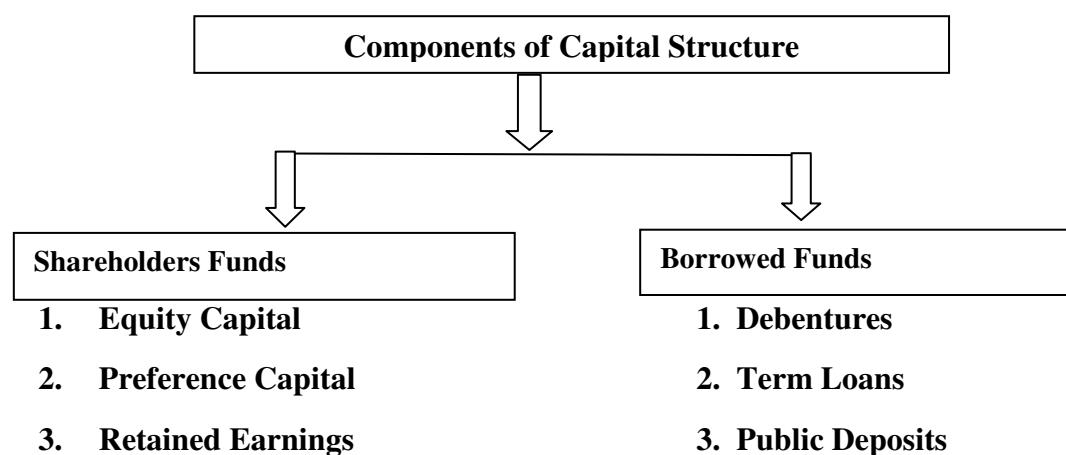 Components of Capital Structure
Shareholders Funds
1. Equity Capital
2. Preference Capital
3. Retained Earnings
Borrowed Funds
1. Debentures
2. Term Loans
3. Public Deposits